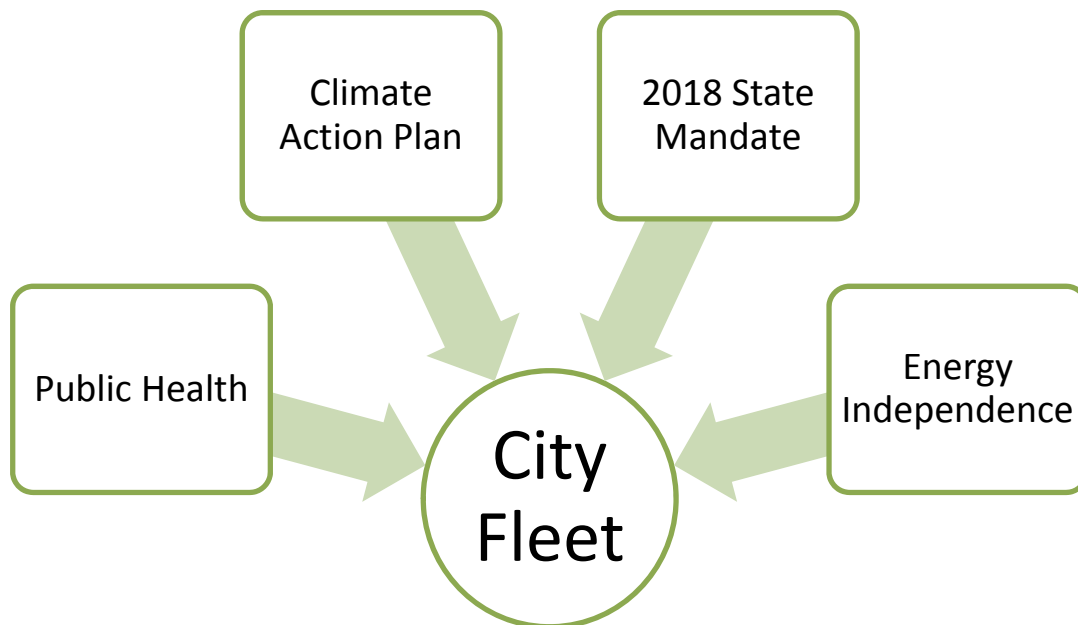 Climate
Action Plan
2018 State
Mandate
Public Health
Energy
Independence
City
Fleet